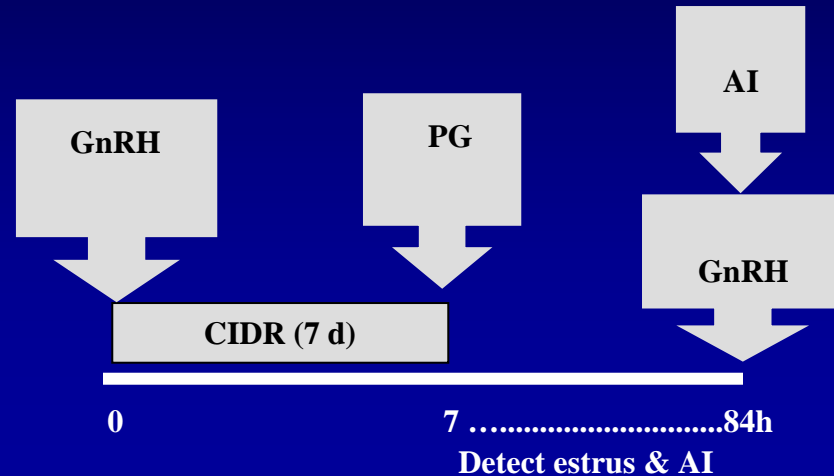 AI
GnRH
PG
GnRH
CIDR (7 d)
0
7 …............................84h
Detect estrus & AI